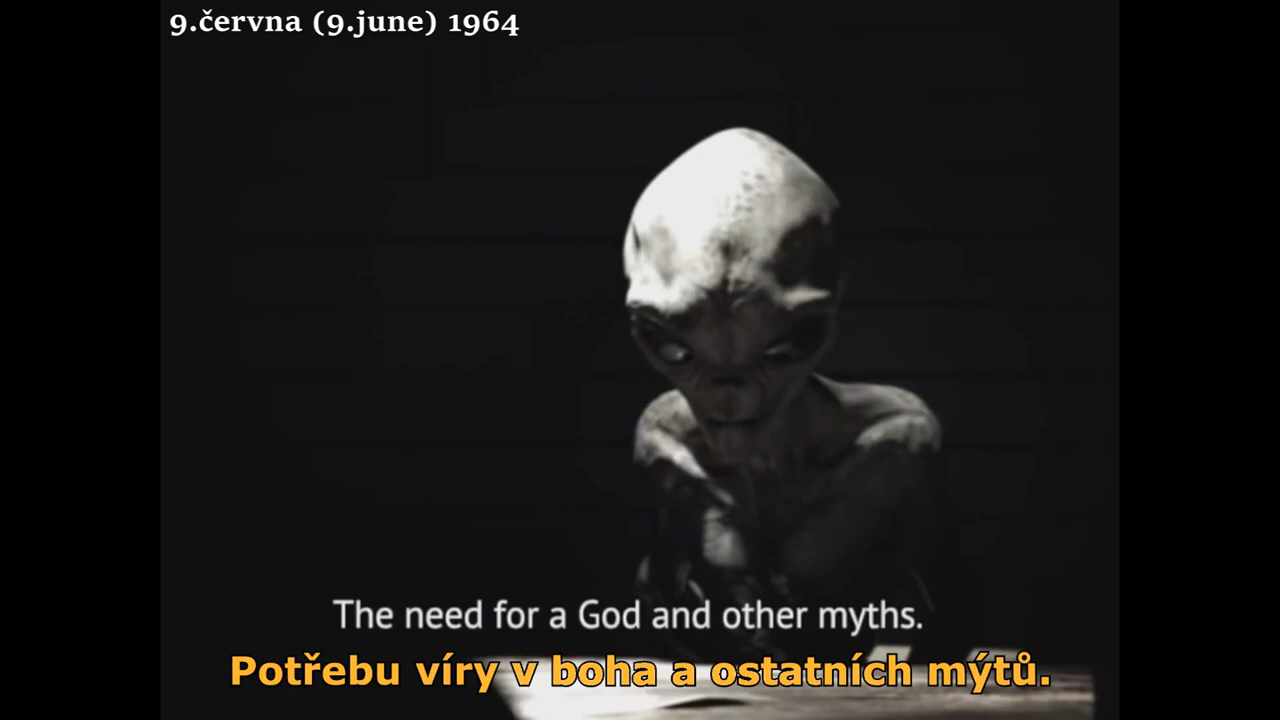 9.června (9.june) 1964
The need for a God and other myths.
Potřebu víry v boha a ostatních mýtů.